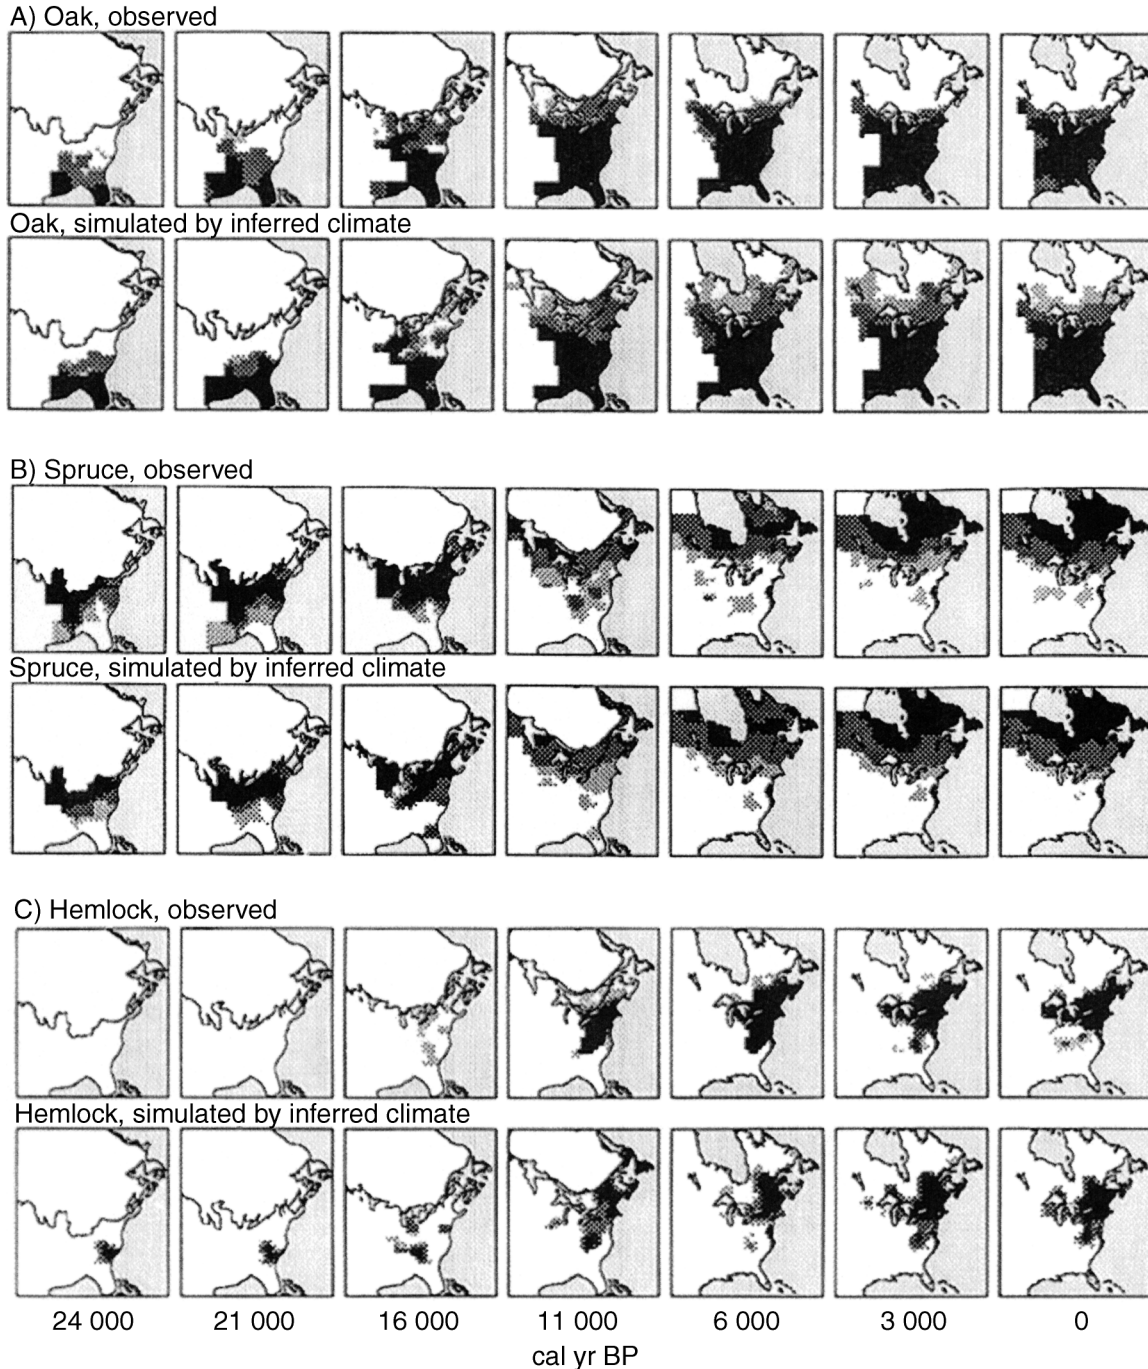 A) Oak, observed
Oak, simulated by inferred climate
B) Spruce, observed
Spruce, simulated by inferred climate
C) Hemlock, observed
Hemlock, simulated by inferred climate
24 000 21 000 16 000 11 000 6 000 3 000 0
cal yr BP